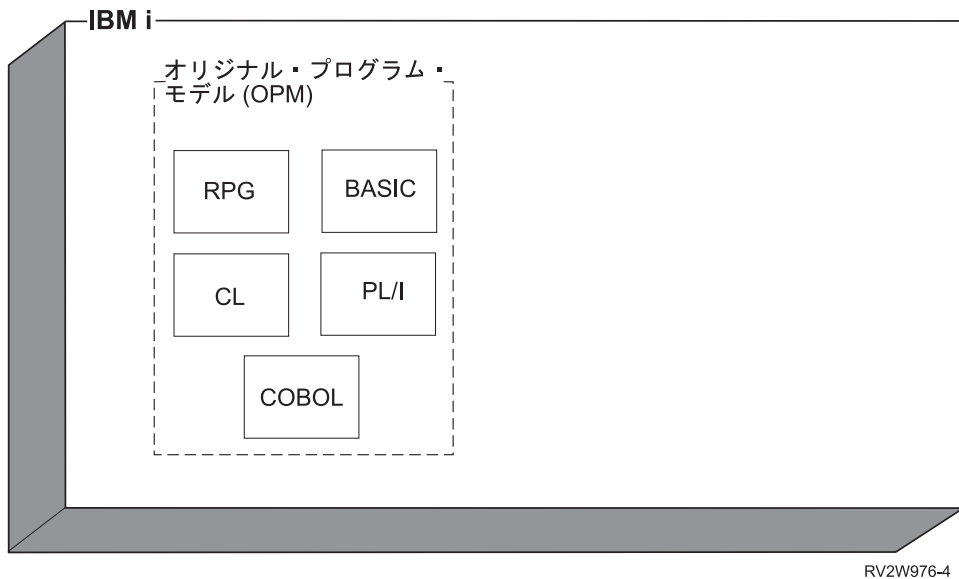 IBM i
オリジナル・プログラム・
モデル (OPM)
RPG
BASIC
CL
PL/I
COBOL
RV2W976-4